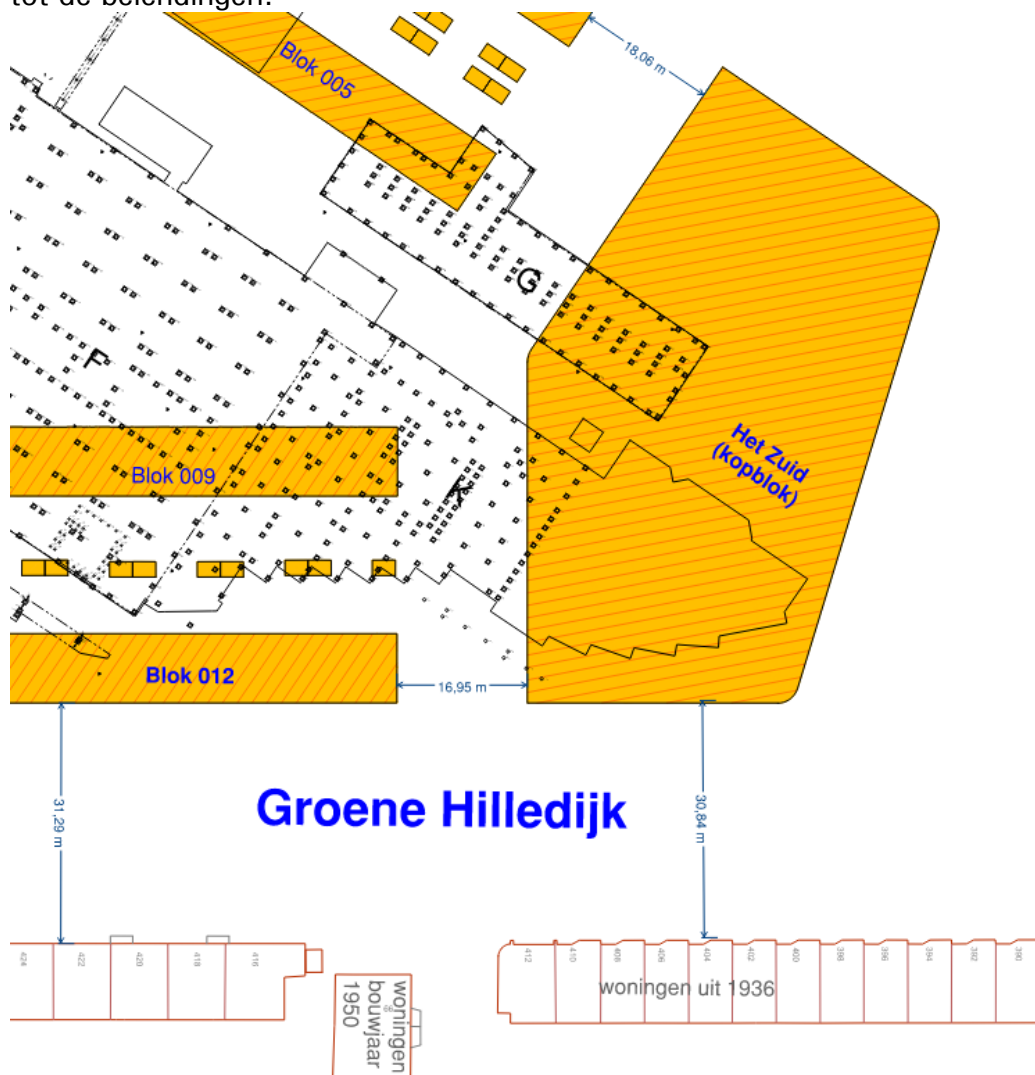 tot de belendingen.
18,06 m
Blok 005
G
F
Het Zuid
(kopblok)
Blok 009
K
Blok 012
16,95 m
31,29 m
30,84 m
Groene Hilledijk
424
422
420
418
416
412
410
408
406
404
402
400
398
396
394
392
390
woningen uit 1936
woningen
bouwjaar
1950